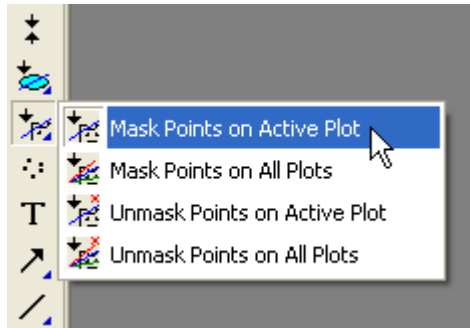 Mask Points on Active Plot
Mask Points on All Plots
T
Unmask Points on Active Plot
Unmask Points on All Plots